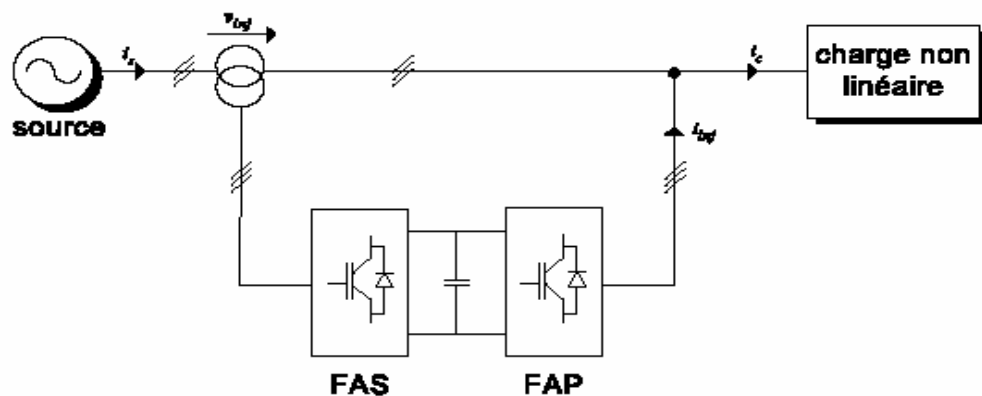 v_inj
i_s
i_c
charge non
linéaire
source
i_inj
FAS
FAP